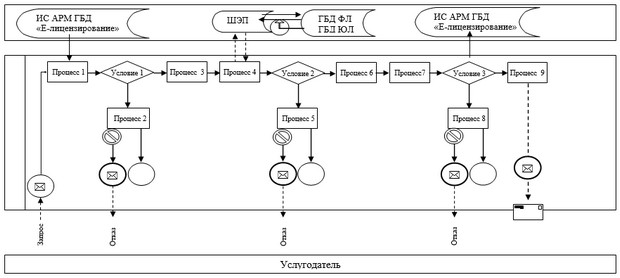 ИС АРМ ГБД
«Е-лицензирование»
ШЭП
ГБД ФЛ
ГБД ЮЛ
ИС АРМ ГБД
«Е-лицензирование»
Процесс 1
Условие 1
Процесс 3
Процесс 4
Условие 2
Процесс 6
Процесс7
Условие 3
Процесс 9
Процесс 2
Процесс 5
Процесс 8
Запрос
Отказ
Отказ
Отказ
Услугодатель